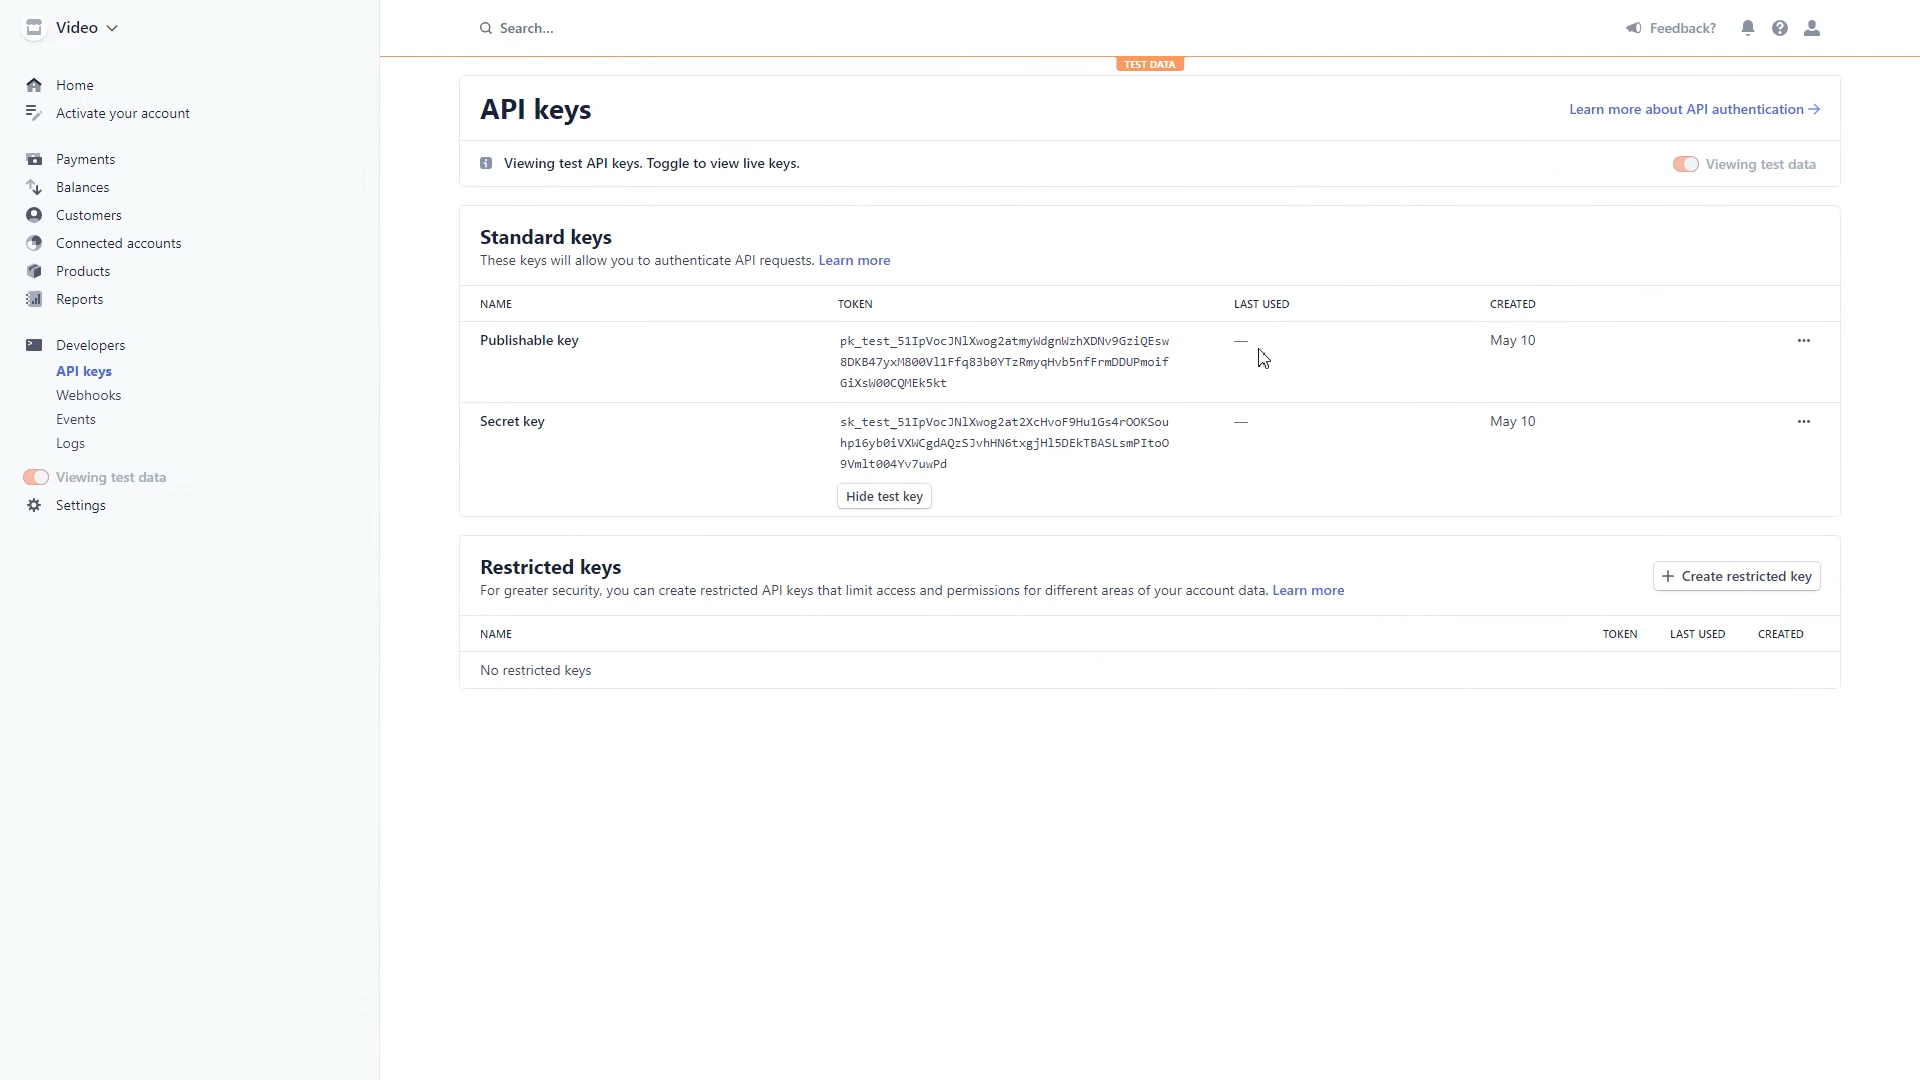 Video
Search...
Feedback?
TEST DATA
Home
Activate your account
Payments
Balances
Customers
Connected accounts
Products
Reports
Developers
API keys
Webhooks
Events
Logs
Viewing test data
Settings
API keys
Learn more about API authentication
Viewing test API keys. Toggle to view live keys.
Viewing test data
Standard keys
These keys will allow you to authenticate API requests. Learn more
NAME TOKEN LAST USED CREATED
Publishable key
pk_test_51IpVocJNlXwog2atmyWdgnWzhXDNv9GziQEsw
8DKB47yxM800Vl1Ffq83b0YTzRmyqHvb5nfFrmDDUPmoif
GiXsW00CQMEk5kt
—
May 10
Secret key
sk_test_51IpVocJNlXwog2at2XcHvoF9Hu1Gs4rOOKSou
hp16yb0iVXWCgdAQzSJvhHN6txgjHl5DEkTBASLsmPItoO
9Vmlt004Yv7uwPd
—
May 10
Hide test key
Restricted keys
For greater security, you can create restricted API keys that limit access and permissions for different areas of your account data. Learn more
Create restricted key
NAME TOKEN LAST USED CREATED
No restricted keys